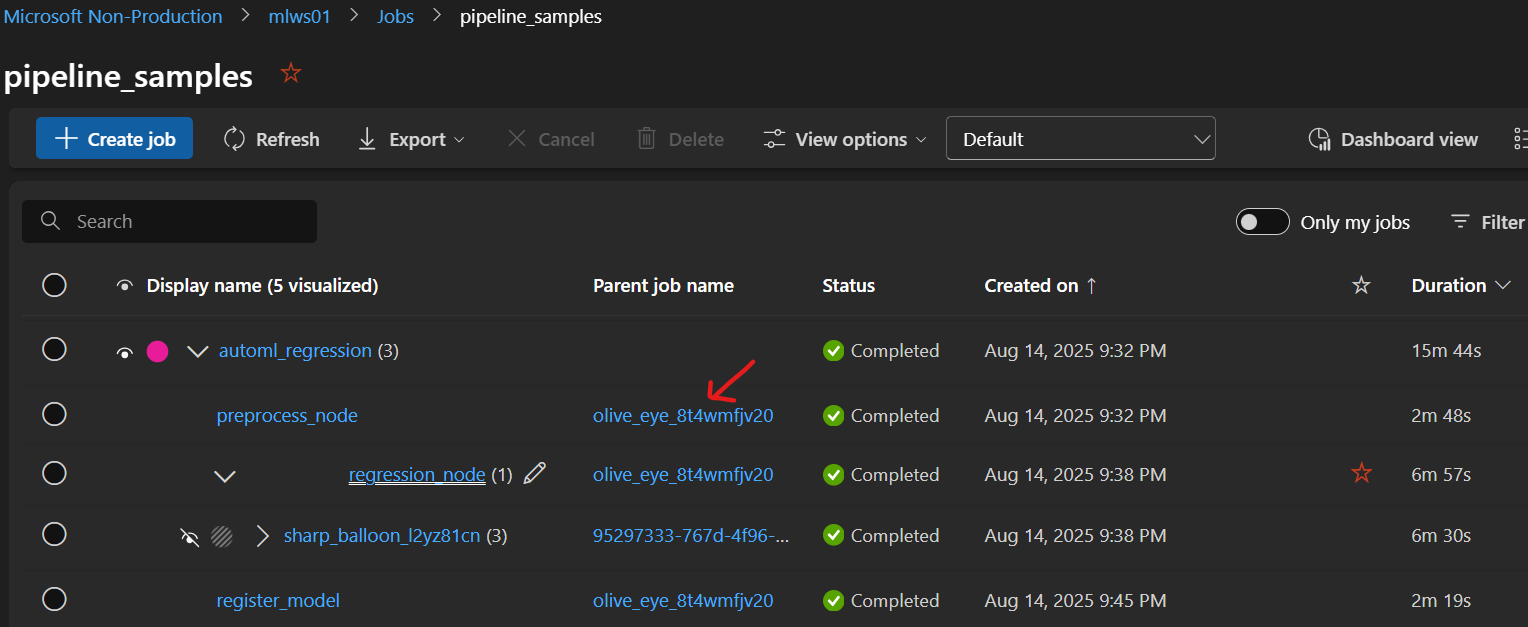 Microsoft Non-Production > mlws01 > Jobs > pipeline_samples
pipeline_samples
Create job Refresh Export Cancel Delete View options Default Dashboard view
Search Only my jobs Filter
Display name (5 visualized) Parent job name Status Created on ↑ Duration
automl_regression (3) Completed Aug 14, 2025 9:32 PM 15m 44s
preprocess_node olive_eye_8t4wmfjv20 Completed Aug 14, 2025 9:32 PM 2m 48s
regression_node (1) olive_eye_8t4wmfjv20 Completed Aug 14, 2025 9:38 PM 6m 57s
sharp_balloon_l2yz81cn (3) 95297333-767d-4f96-... Completed Aug 14, 2025 9:38 PM 6m 30s
register_model olive_eye_8t4wmfjv20 Completed Aug 14, 2025 9:45 PM 2m 19s